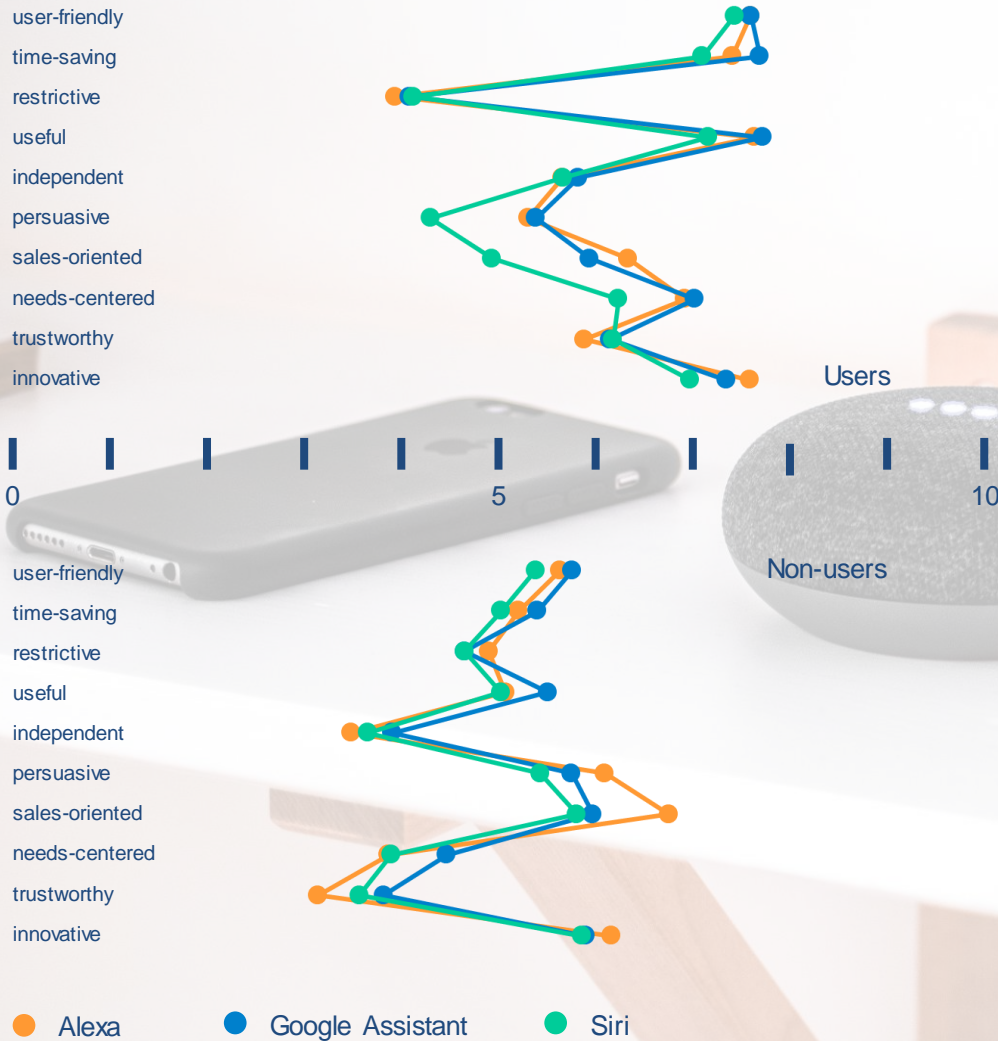 user-friendly
time-saving
restrictive
useful
independent
persuasive
sales-oriented
needs-centered
trustworthy
innovative
Users
0 5 10
user-friendly
Non-users
time-saving
restrictive
useful
independent
persuasive
sales-oriented
needs-centered
trustworthy
innovative
Alexa Google Assistant Siri